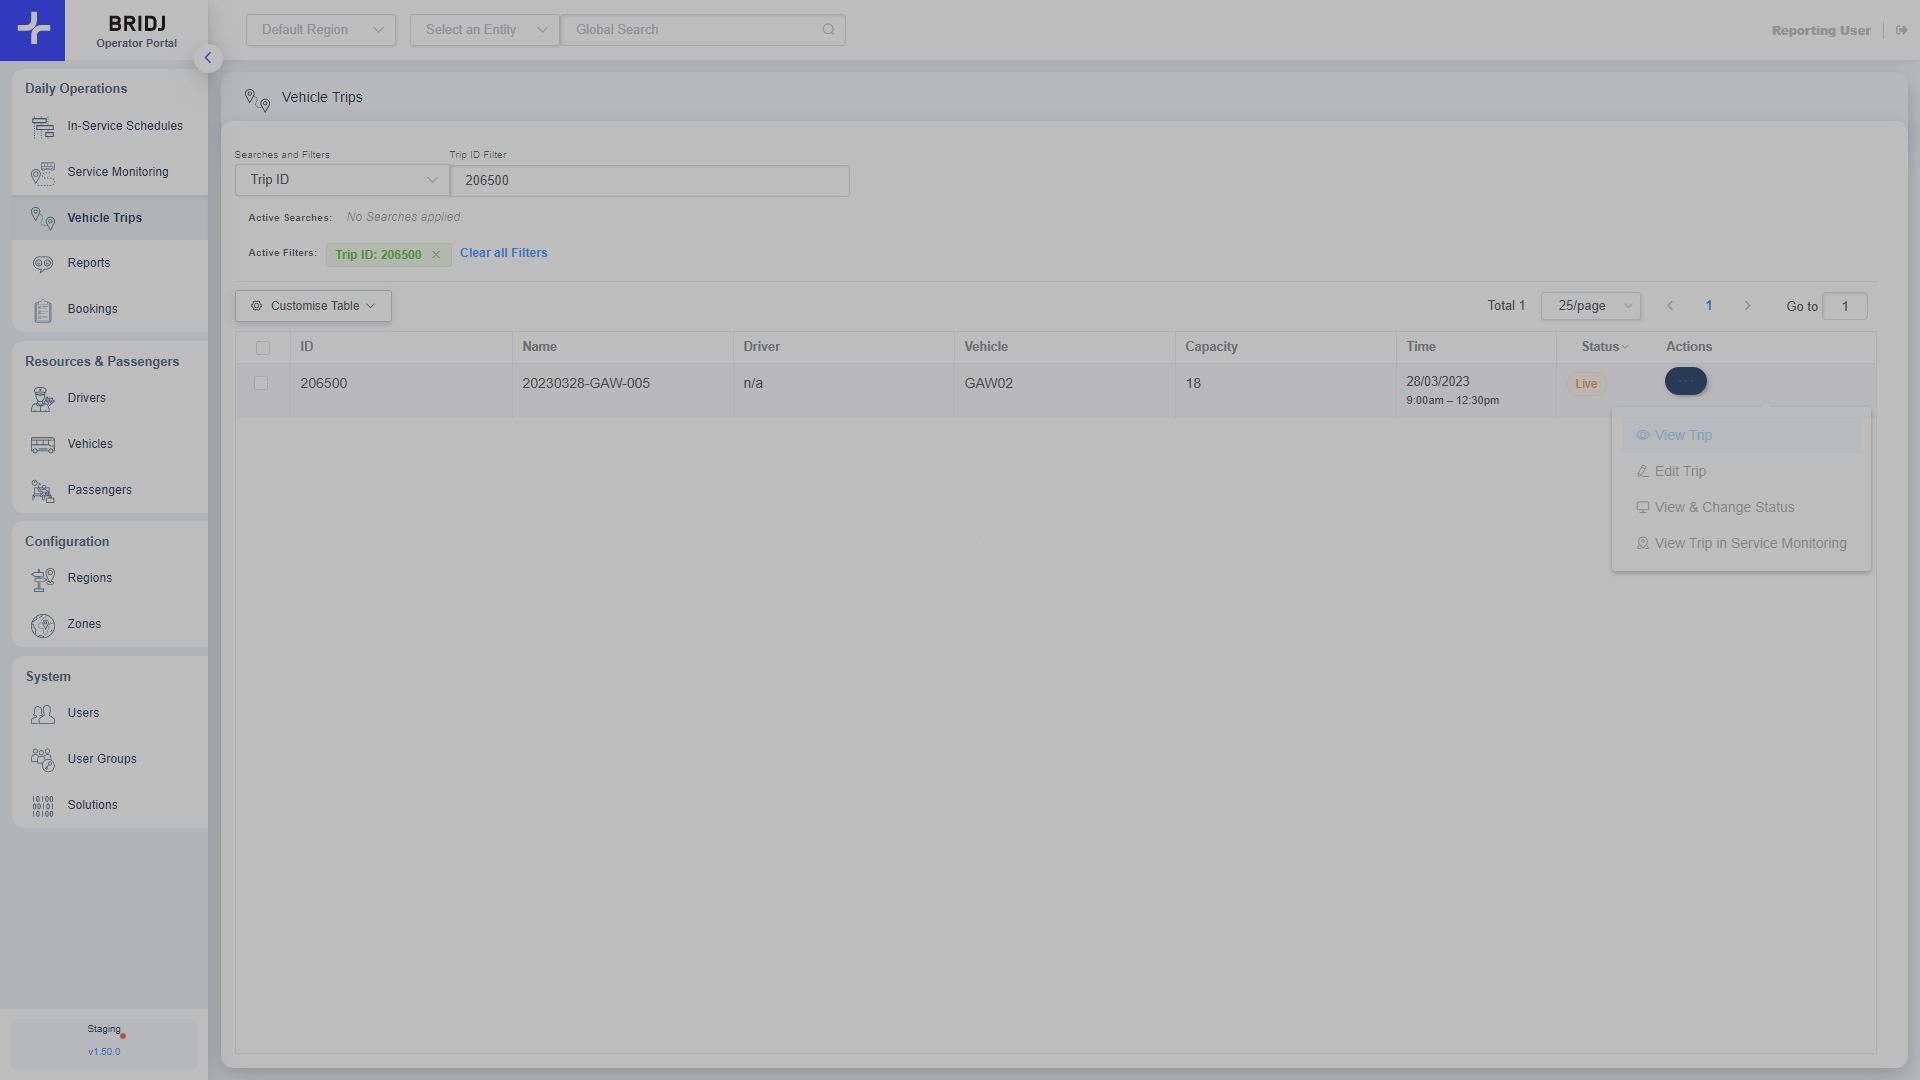 BRIDJ
Operator Portal
Default Region
Select an Entity
Global Search
Reporting User
Daily Operations
In-Service Schedules
Service Monitoring
Vehicle Trips
Reports
Bookings
Resources & Passengers
Drivers
Vehicles
Passengers
Configuration
Regions
Zones
System
Users
User Groups
Solutions
Staging
v1.50.0
Vehicle Trips
Searches and Filters
Trip ID Filter
Trip ID
206500
Active Searches: No Searches applied
Active Filters: Trip ID: 206500 Clear all Filters
Customise Table
Total 1 25/page 1 Go to 1
ID Name Driver Vehicle Capacity Time Status Actions
206500 20230328-GAW-005 n/a GAW02 18 28/03/2023 Live
9:00am – 12:30pm
View Trip
Edit Trip
View & Change Status
View Trip in Service Monitoring